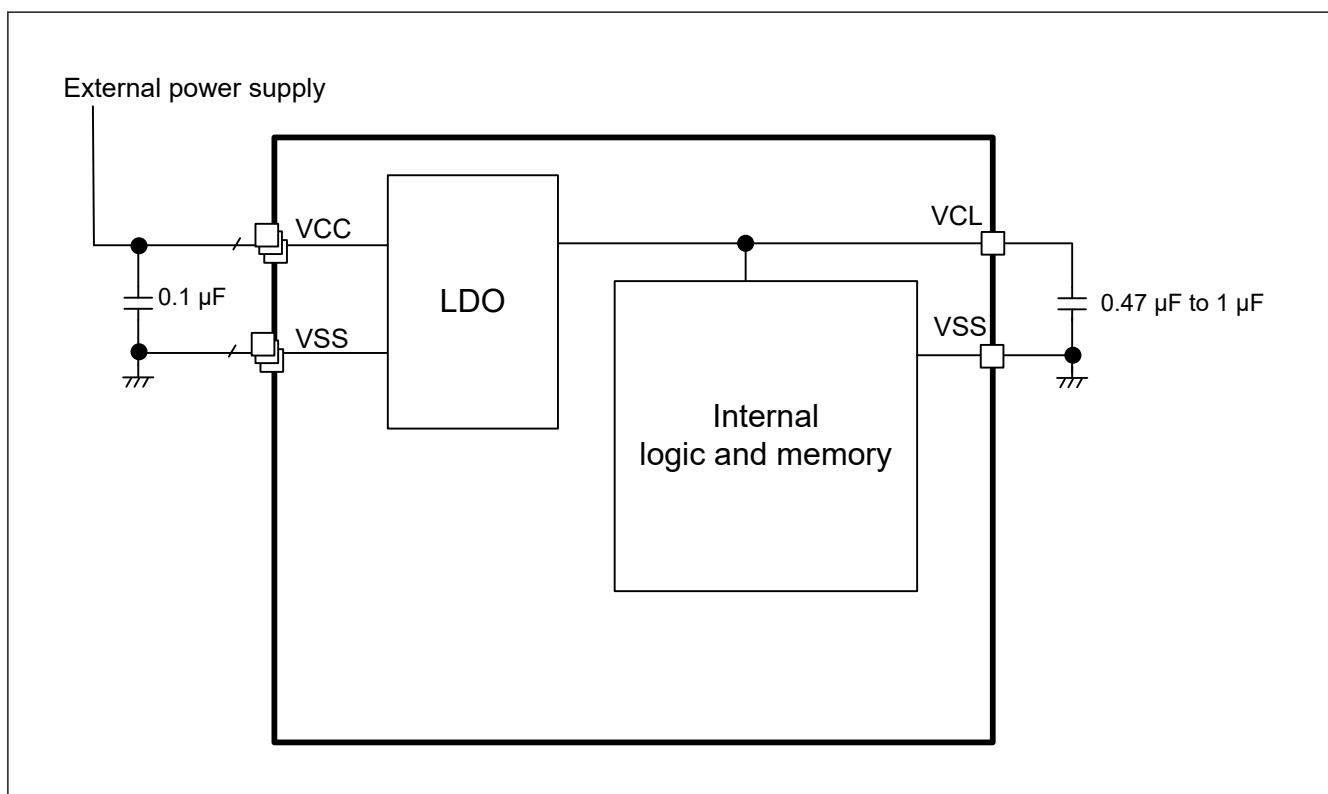 External power supply
VCC
VCL
LDO
0.1 µF
0.47 µF to 1 µF
VSS
VSS
Internal
logic and memory